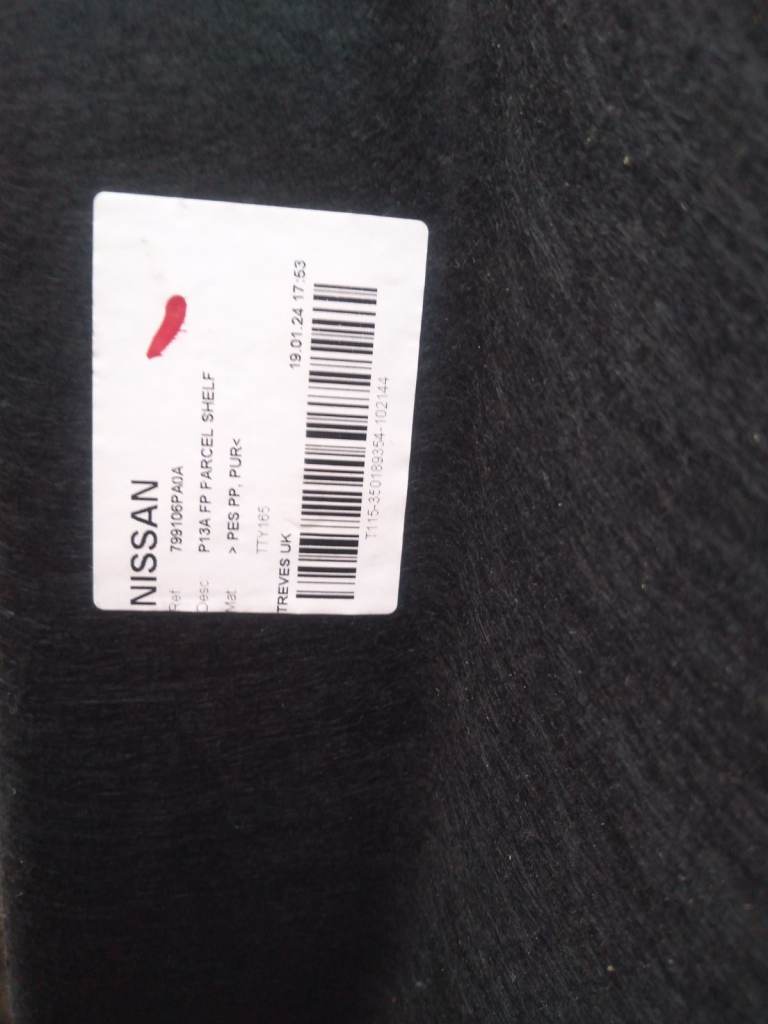 NISSAN
Ref 799106PA0A
Desc P13A FP PARCEL SHELF
Mat > PES PP, PUR<
TTY165
TREVES UK 19.01.24 17:53
T115-350189354-102144